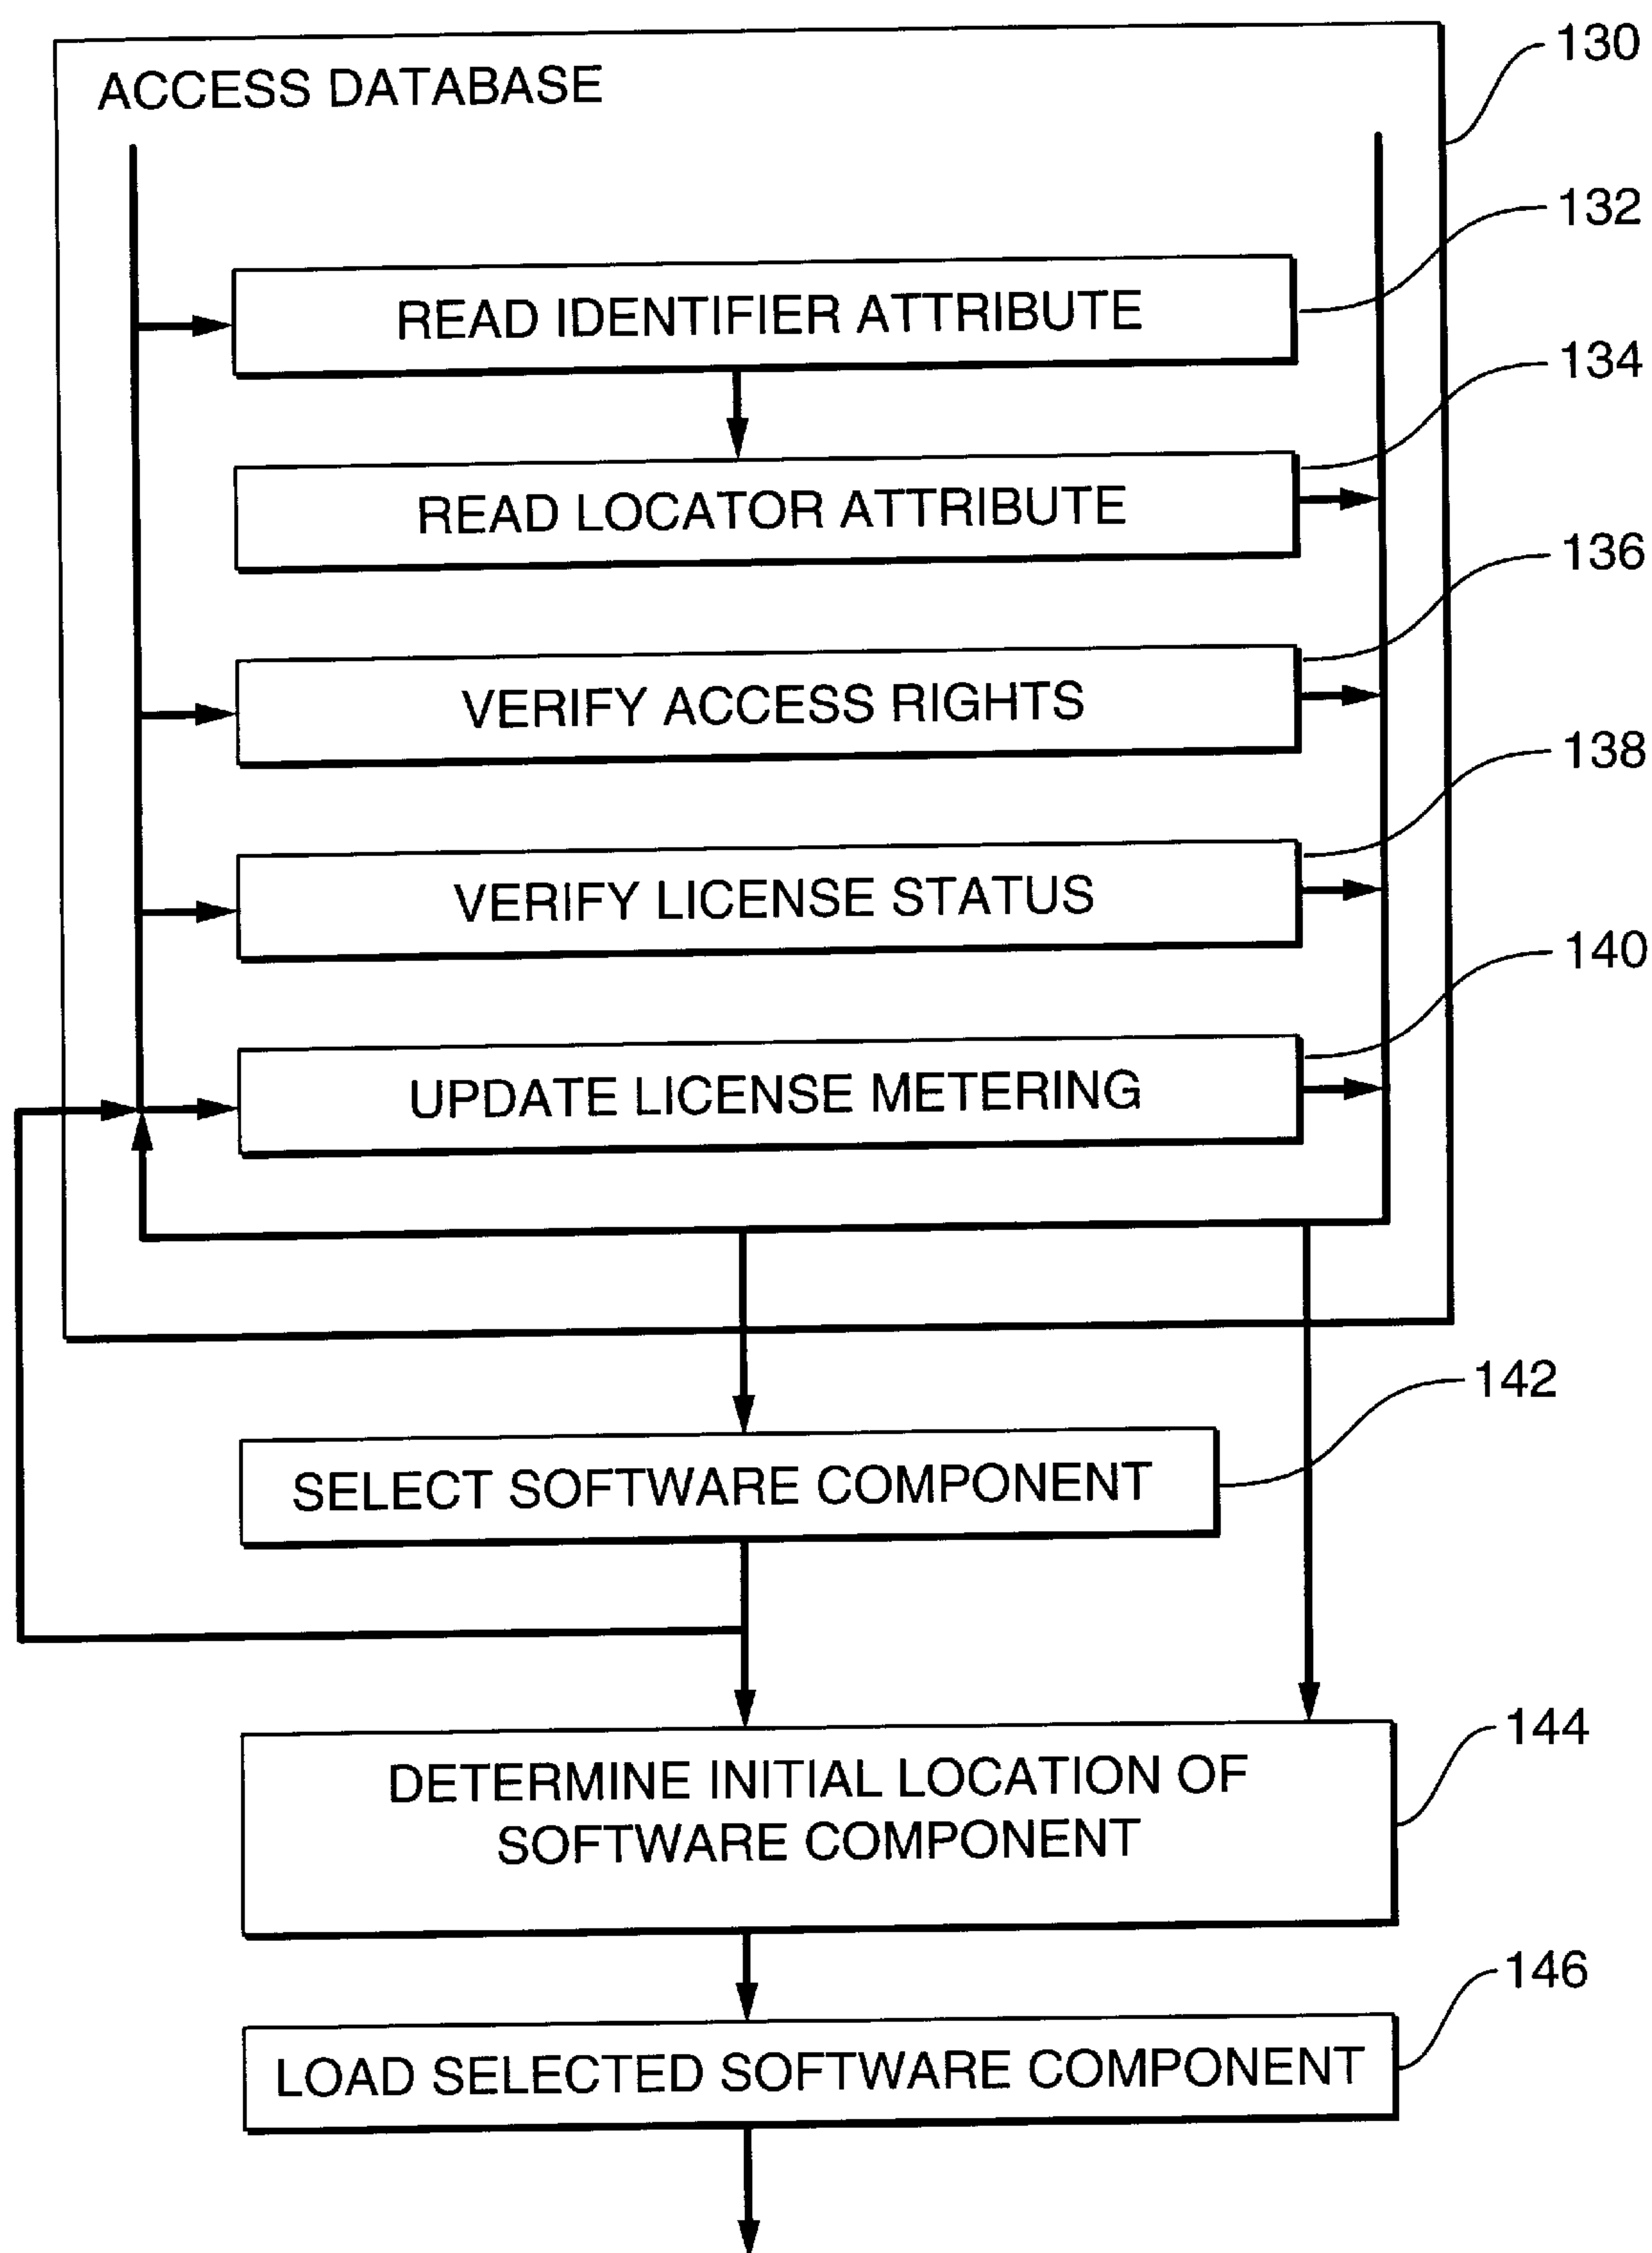 130
ACCESS DATABASE
132
READ IDENTIFIER ATTRIBUTE
134
READ LOCATOR ATTRIBUTE
136
VERIFY ACCESS RIGHTS
138
VERIFY LICENSE STATUS
140
UPDATE LICENSE METERING
142
SELECT SOFTWARE COMPONENT
144
DETERMINE INITIAL LOCATION OF
SOFTWARE COMPONENT
146
LOAD SELECTED SOFTWARE COMPONENT